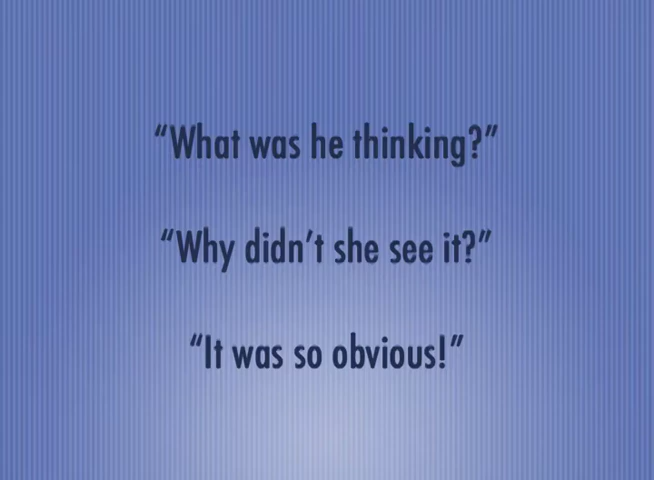 “What was he thinking?”
“Why didn’t she see it?”
“It was so obvious!”